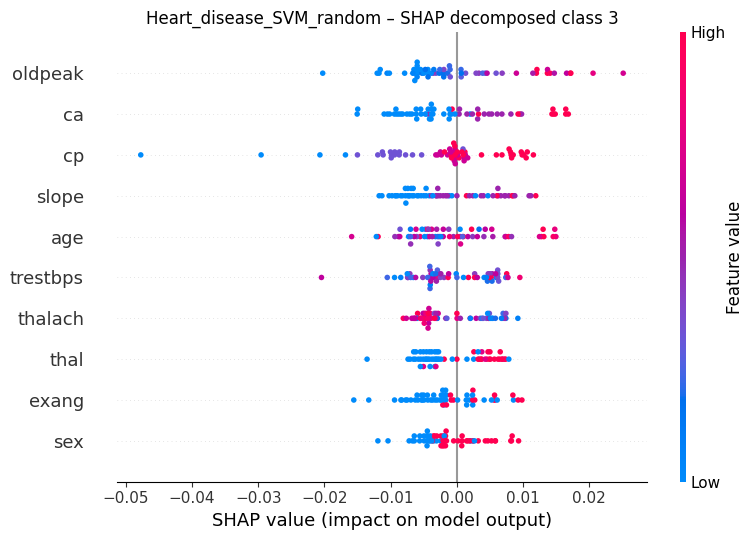 Heart_disease_SVM_random – SHAP decomposed class 3
High
oldpeak
ca
cp
slope
age
trestbps
thalach
thal
exang
sex
Feature value
Low
−0.05 −0.04 −0.03 −0.02 −0.01 0.00 0.01 0.02
SHAP value (impact on model output)